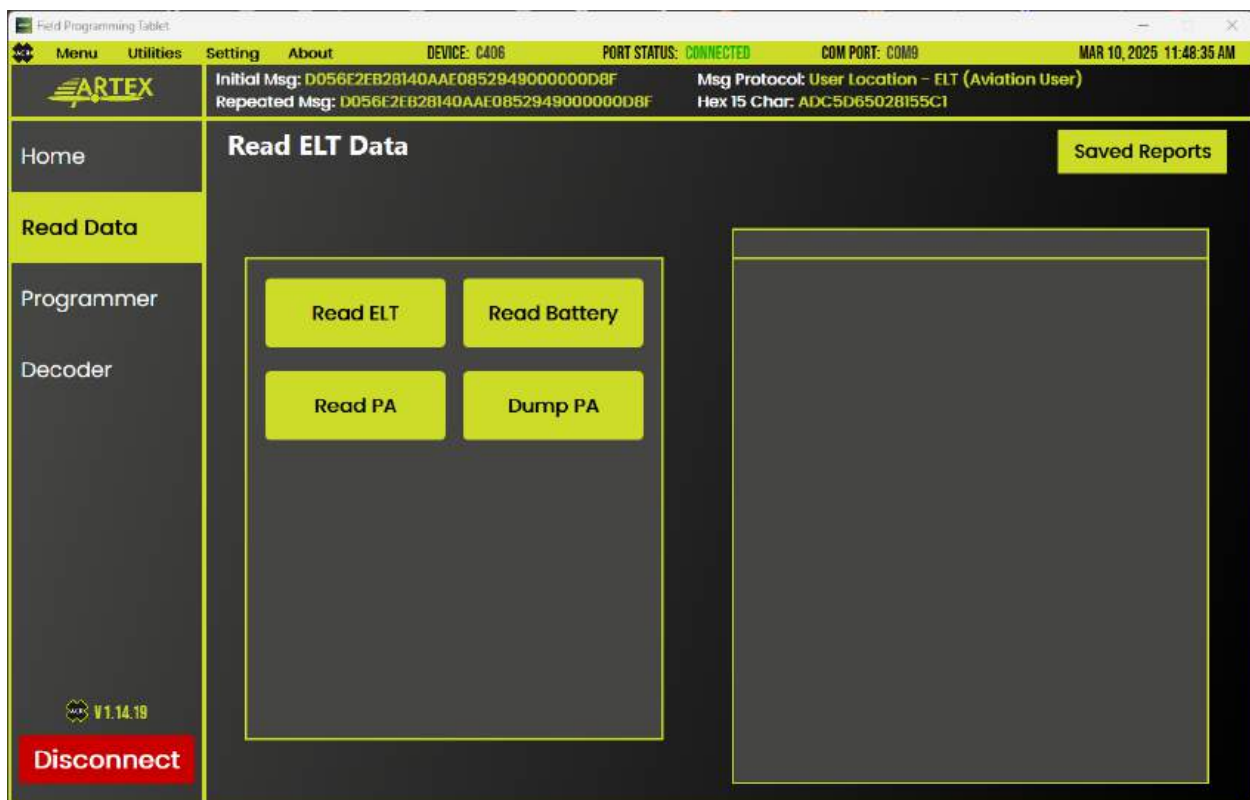 Field Programming Tablet
Menu Utilities Setting About DEVICE: C406 PORT STATUS: CONNECTED COM PORT: COM9 MAR 10, 2025 11:48:35 AM
ARTEX
Initial Msg: D056E2EB28140AAE0852949000000D8F
Repeated Msg: D056E2EB28140AAE0852949000000D8F
Msg Protocol: User Location - ELT (Aviation User)
Hex 15 Char: ADC5D65028155C1
Home
Read Data
Programmer
Decoder
Read ELT Data
Saved Reports
Read ELT Read Battery
Read PA Dump PA
V 1.14.19
Disconnect